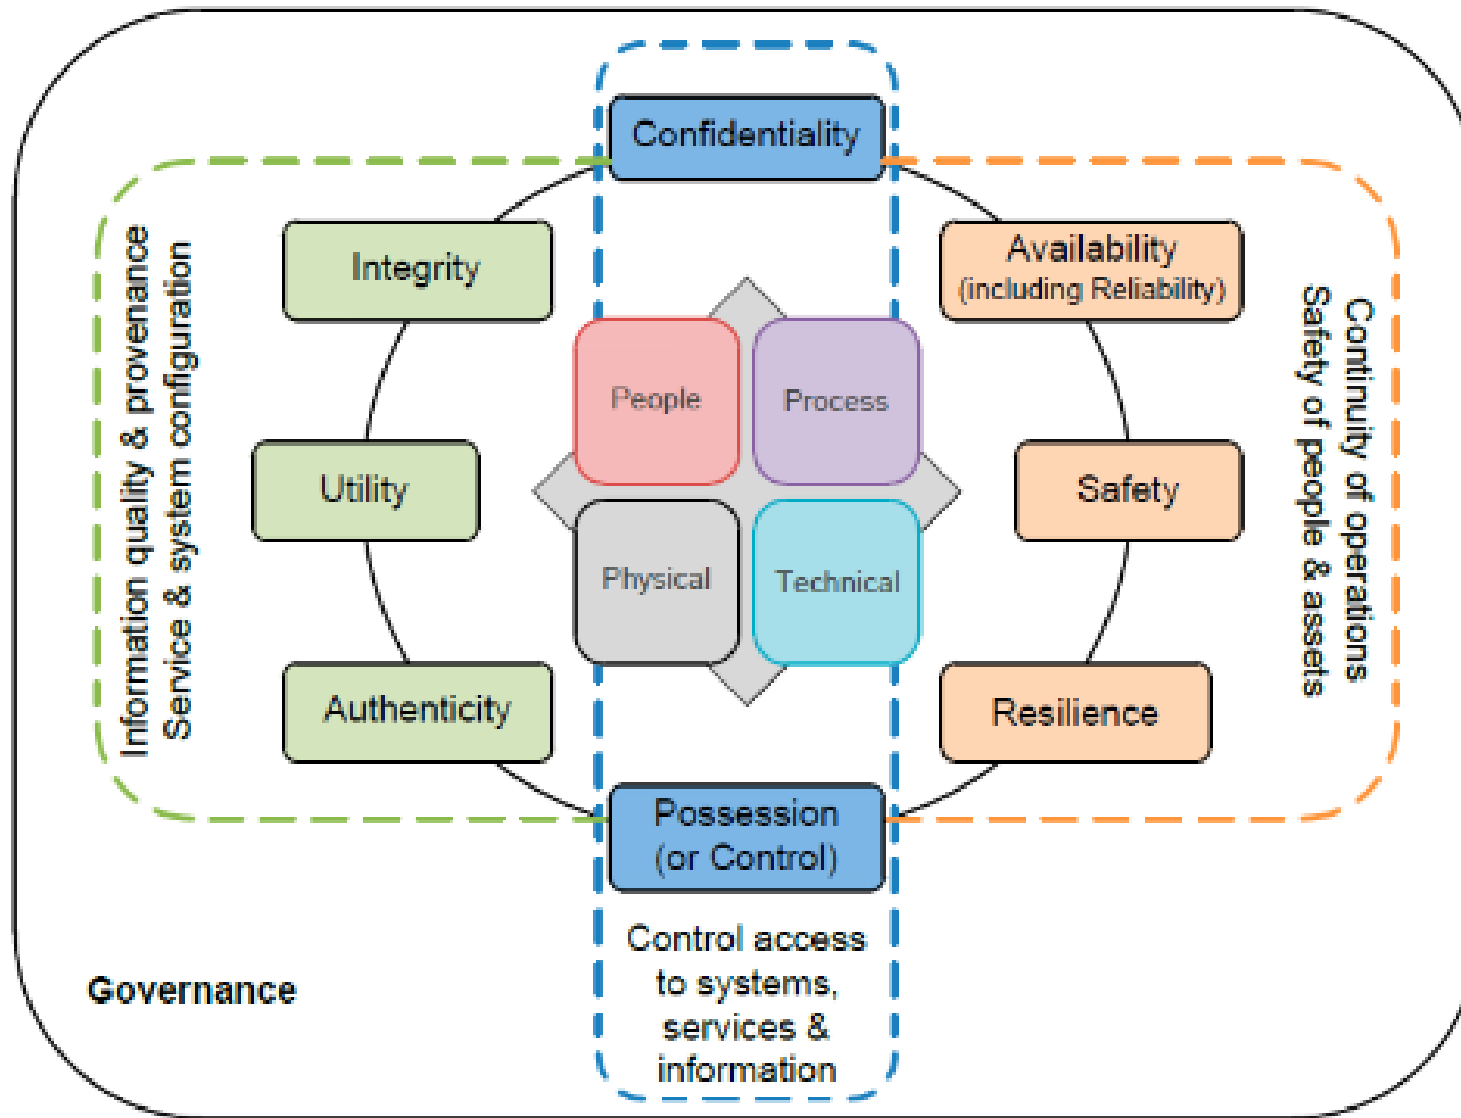 Confidentiality
Integrity
Availability
(including Reliability)
Information quality & provenance
Service & system configuration
Continuity of operations
Safety of people & assets
People
Process
Utility
Safety
Physical
Technical
Authenticity
Resilience
Possession
(or Control)
Control access
to systems,
services &
information
Governance